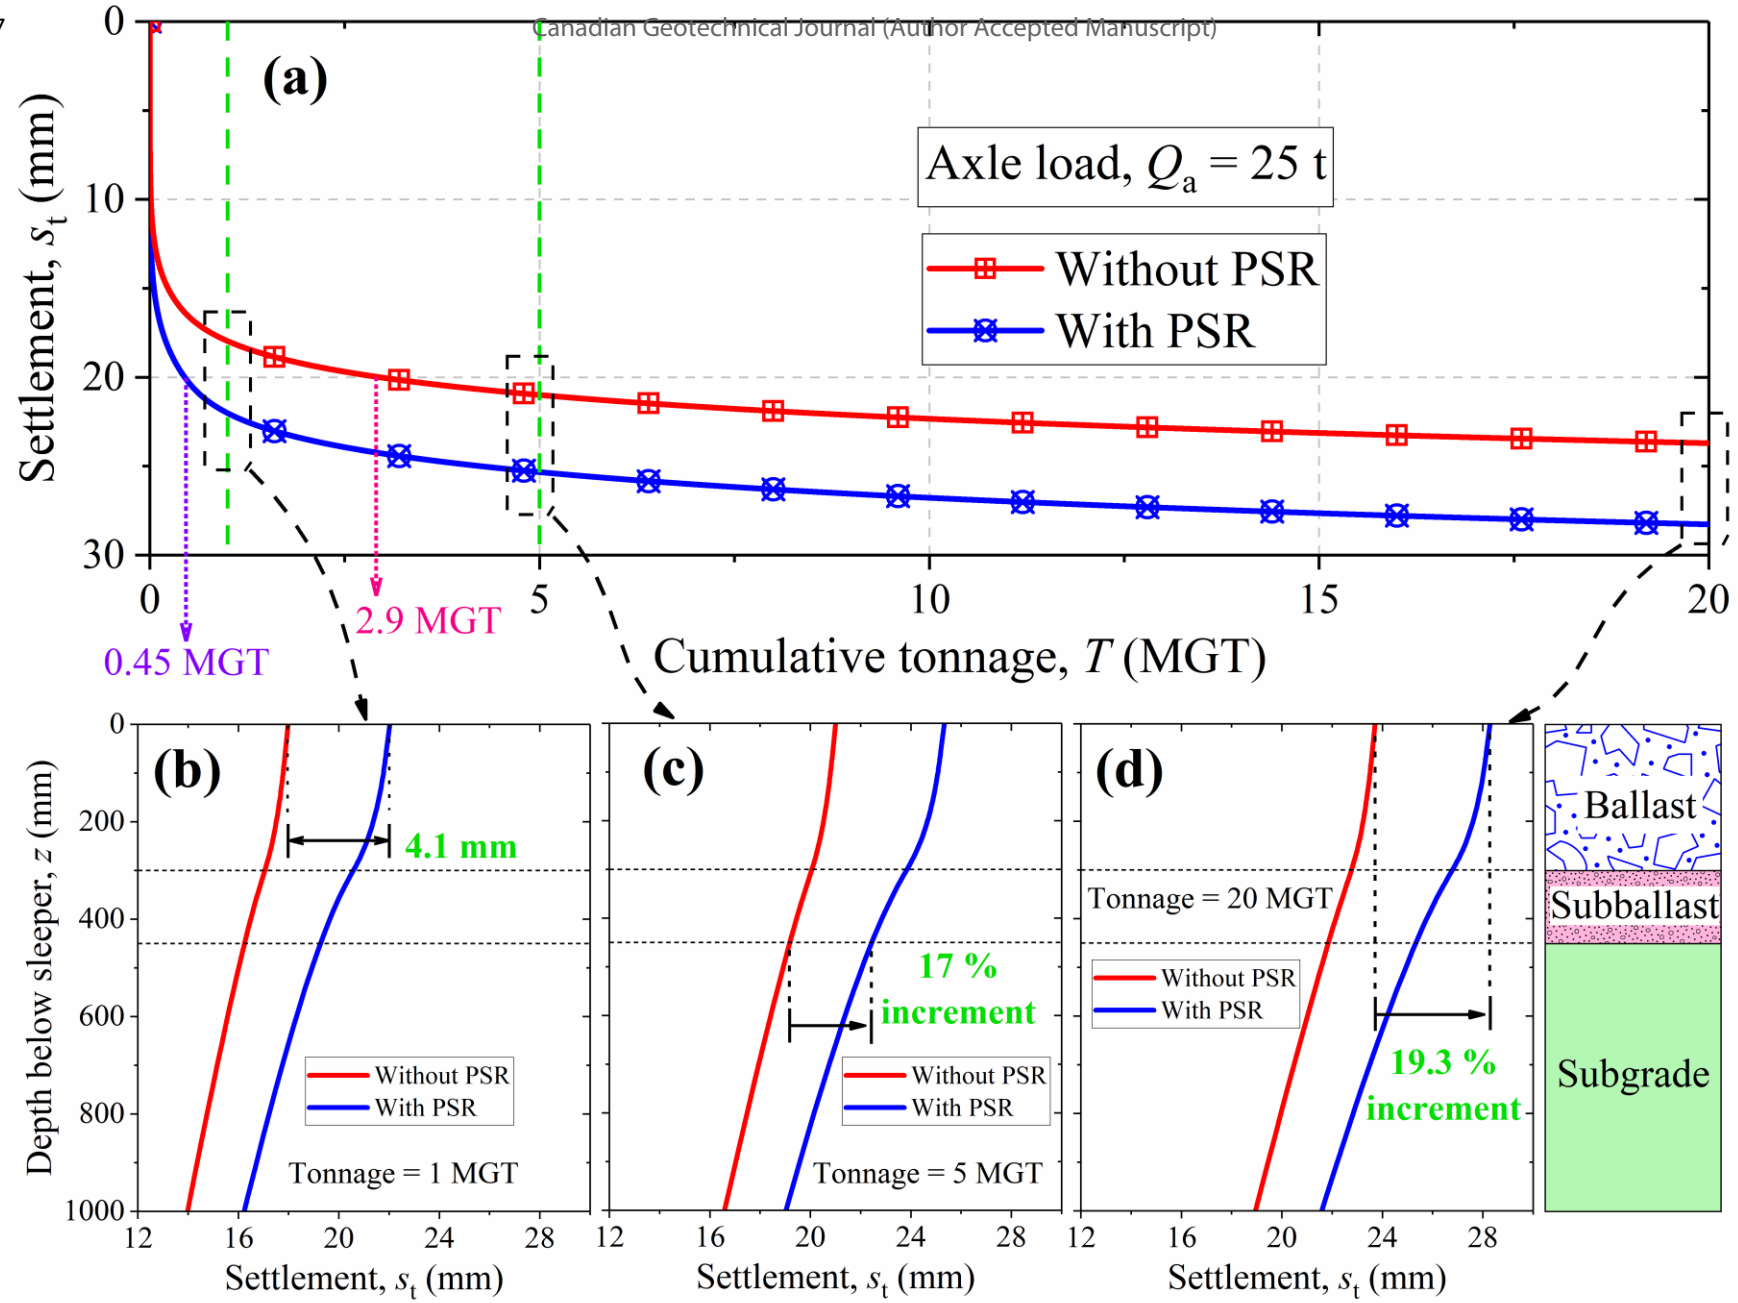 7
Canadian Geotechnical Journal (Author Accepted Manuscript)
(a)
Settlement, st (mm)
0
10
20
30
Axle load, Qa = 25 t
Without PSR
With PSR
0
5
10
15
20
2.9 MGT
0.45 MGT
Cumulative tonnage, T (MGT)
Depth below sleeper, z (mm)
0
200
400
600
800
1000
(b)
4.1 mm
Without PSR
With PSR
Tonnage = 1 MGT
12 16 20 24 28
Settlement, st (mm)
(c)
17 %
increment
Without PSR
With PSR
Tonnage = 5 MGT
12 16 20 24 28
Settlement, st (mm)
(d)
Tonnage = 20 MGT
Without PSR
With PSR
19.3 %
increment
12 16 20 24 28
Settlement, st (mm)
Ballast
Subballast
Subgrade